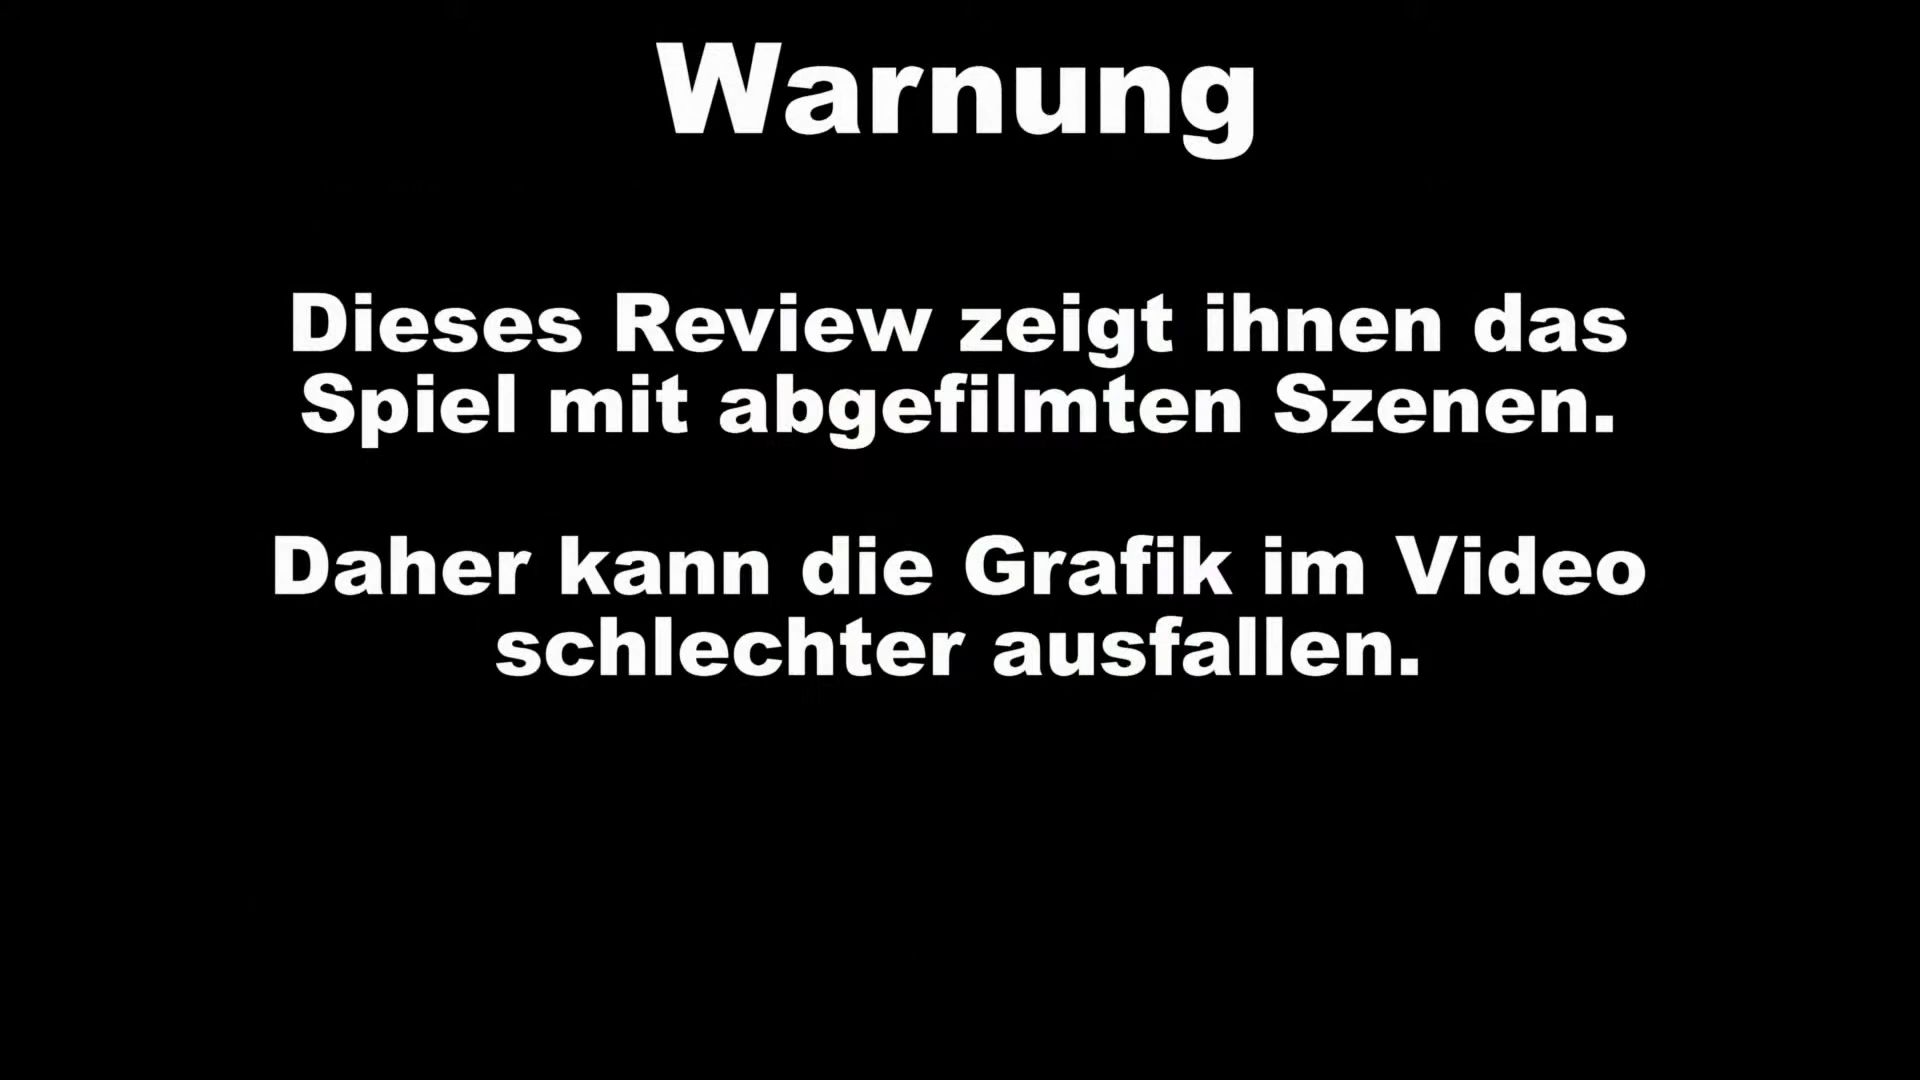 Warnung
Dieses Review zeigt ihnen das
Spiel mit abgefilmten Szenen.
Daher kann die Grafik im Video
schlechter ausfallen.